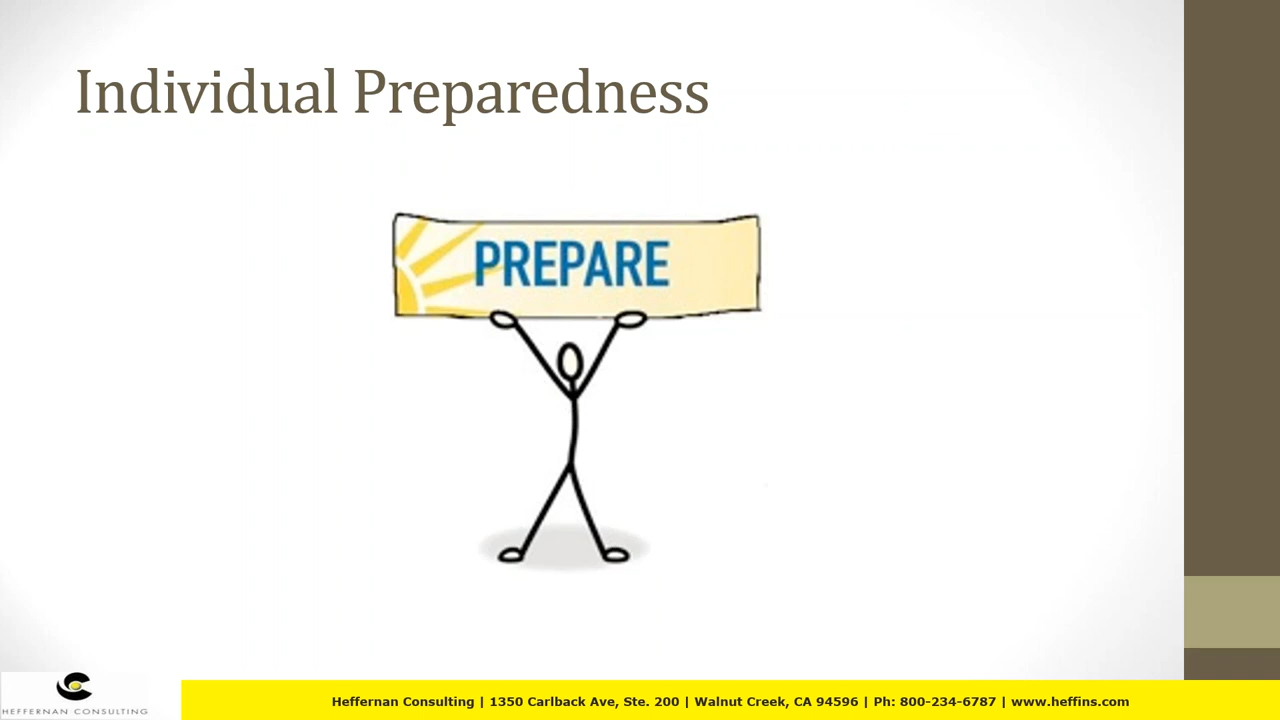 Individual Preparedness
PREPARE
HEFFERNAN CONSULTING
Heffernan Consulting | 1350 Carlback Ave, Ste. 200 | Walnut Creek, CA 94596 | Ph: 800-234-6787 | www.heffins.com